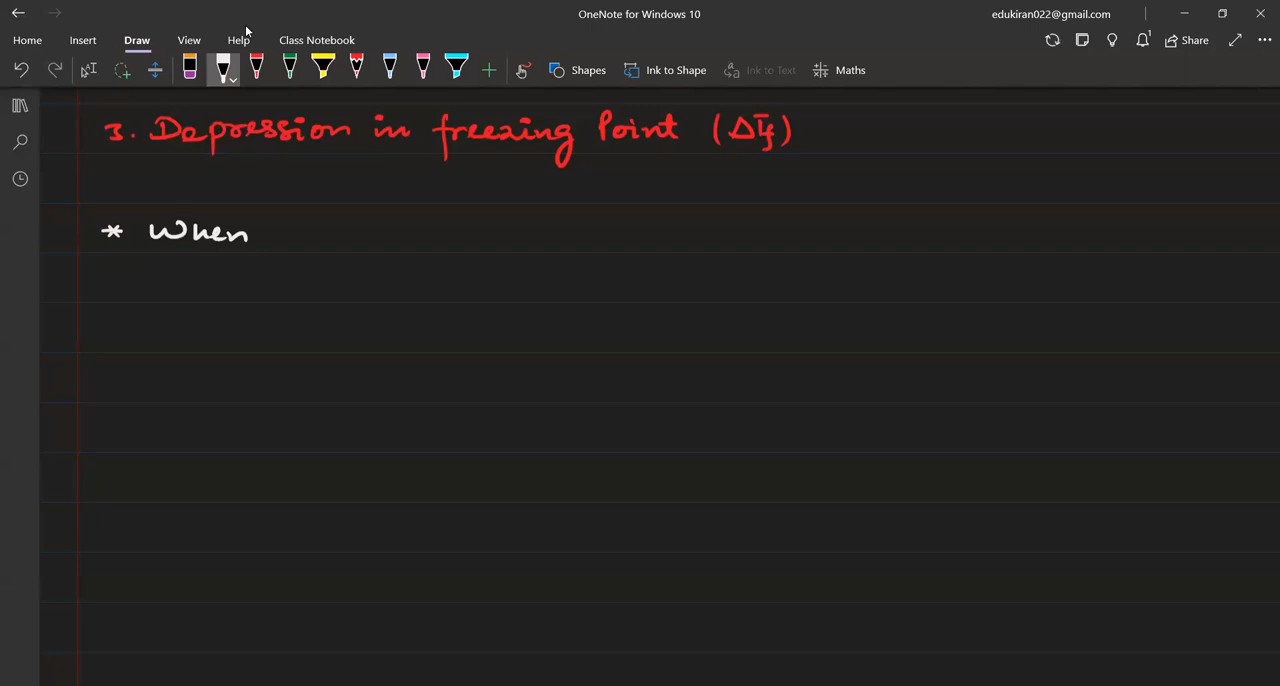 OneNote for Windows 10
edukiran022@gmail.com
Home Insert Draw View Help Class Notebook
Share
Shapes Ink to Shape Ink to Text Maths
3. Depression in freezing Point (ΔTf)
* When